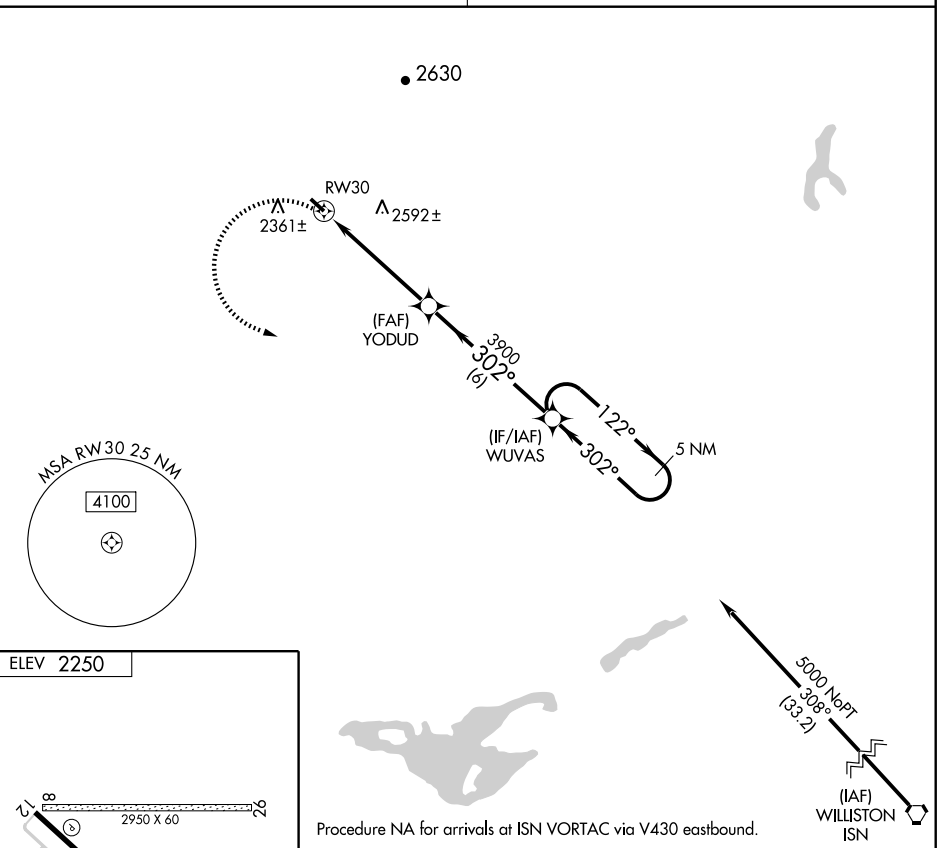 2630
RW30
2361±
2592±
(FAF)
YODUD
3900
302°
(6)
(IF/IAF)
WUVAS
122°
302°
5 NM
MSA RW30 25 NM
4100
ELEV 2250
5000 NoPT
308°
(33.2)
(IAF)
WILLISTON
ISN
12
8
26
2950 X 60
P
Procedure NA for arrivals at ISN VORTAC via V430 eastbound.